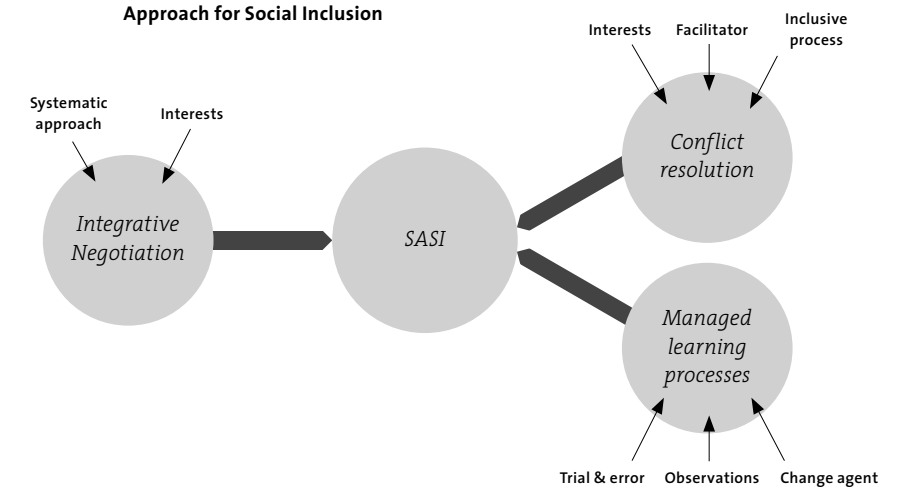 Approach for Social Inclusion
Systematic
approach
Interests
Integrative
Negotiation
SASI
Interests
Facilitator
Inclusive
process
Conflict
resolution
Managed
learning
processes
Trial & error
Observations
Change agent